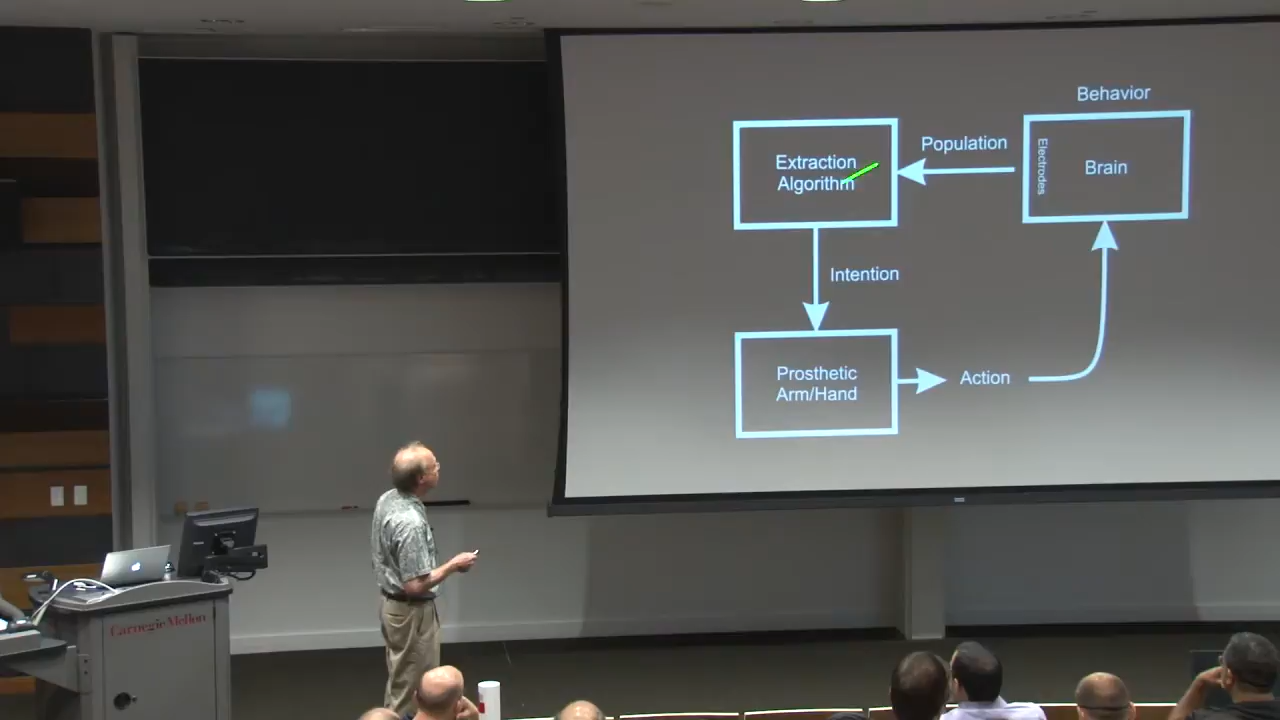 Behavior
Extraction
Algorithm
Population
Electrodes
Brain
Intention
Prosthetic
Arm/Hand
Action
Carnegie Mellon